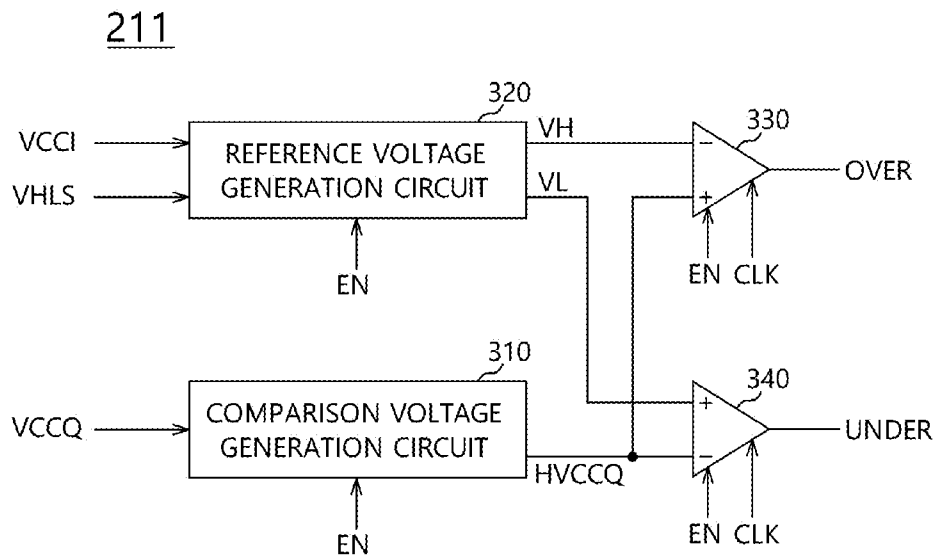 211
320
VCCI
VHLS
REFERENCE VOLTAGE
GENERATION CIRCUIT
VH
VL
EN
330
−
+
OVER
EN
CLK
310
VCCQ
COMPARISON VOLTAGE
GENERATION CIRCUIT
HVCCQ
EN
340
+
−
UNDER
EN
CLK